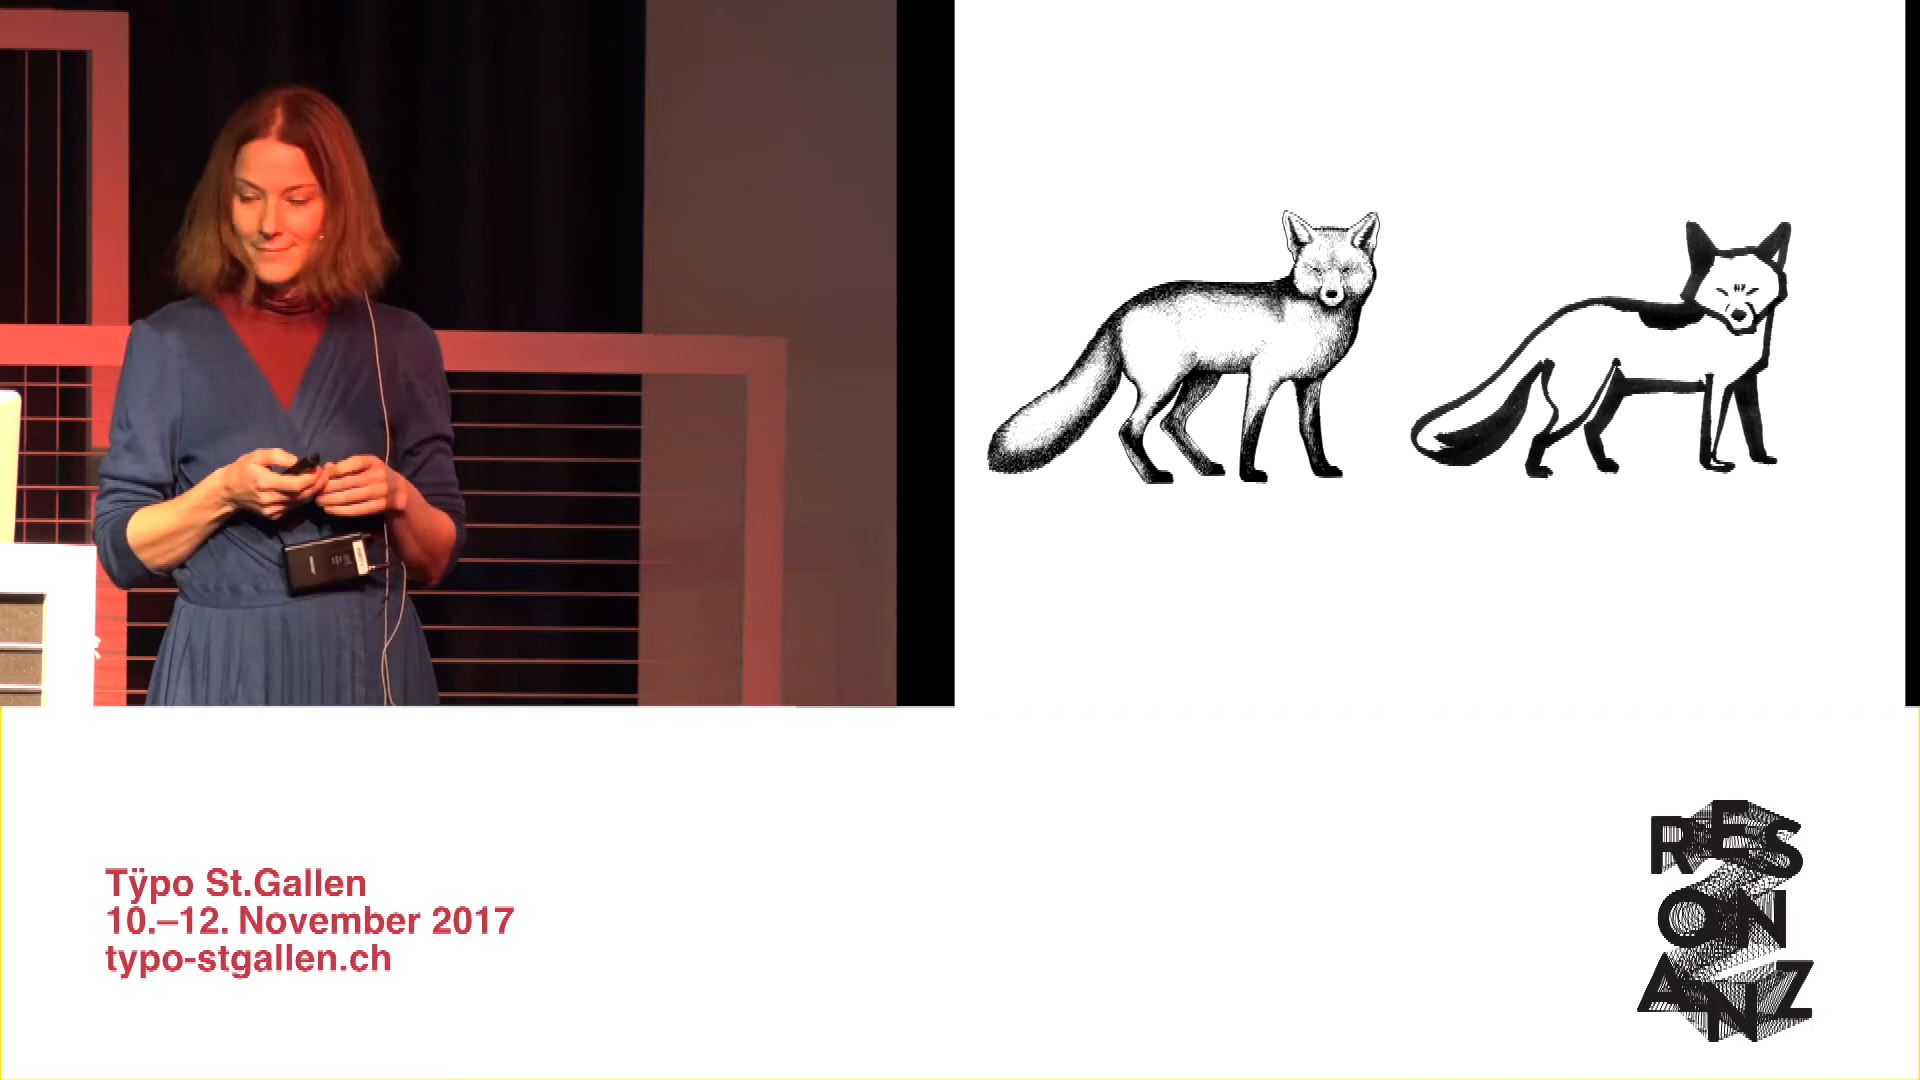 Tÿpo St.Gallen
10.–12. November 2017
typo-stgallen.ch
RES
ON
ANZ